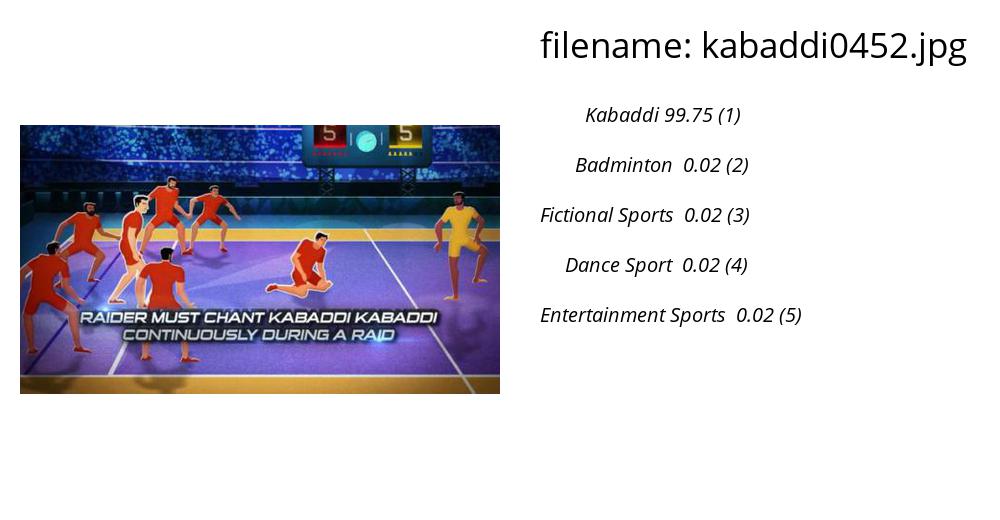 filename: kabaddi0452.jpg
Kabaddi 99.75 (1)
Badminton 0.02 (2)
Fictional Sports 0.02 (3)
Dance Sport 0.02 (4)
Entertainment Sports 0.02 (5)
5 5
RAIDER MUST CHANT KABADDI KABADDI
CONTINUOUSLY DURING A RAID